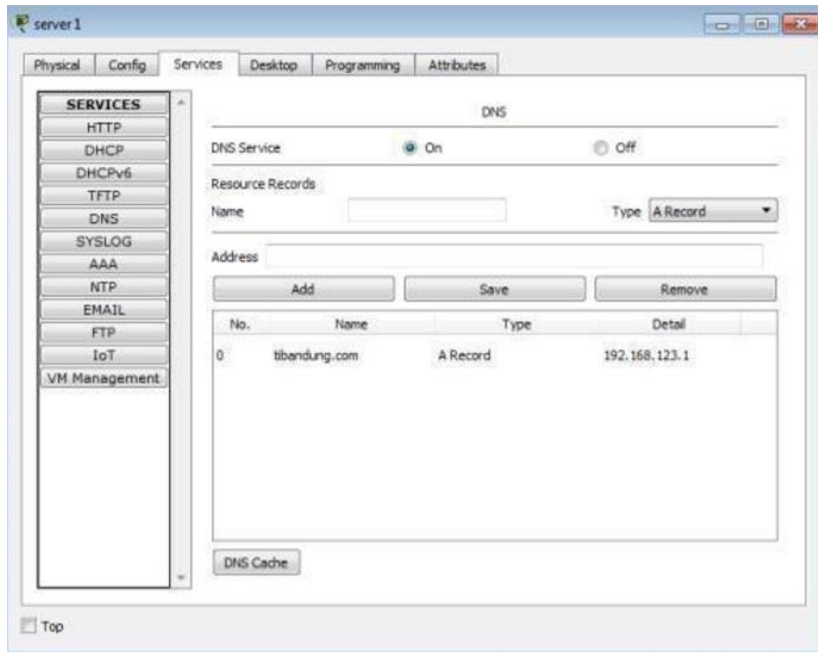 server 1
Physical Config Services Desktop Programming Attributes
SERVICES
HTTP
DHCP
DHCPv6
TFTP
DNS
SYSLOG
AAA
NTP
EMAIL
FTP
IoT
VM Management
DNS
DNS Service On Off
Resource Records
Name Type A Record
Address
Add Save Remove
No. Name Type Detail
0 tibandung.com A Record 192.168.123.1
DNS Cache
Top